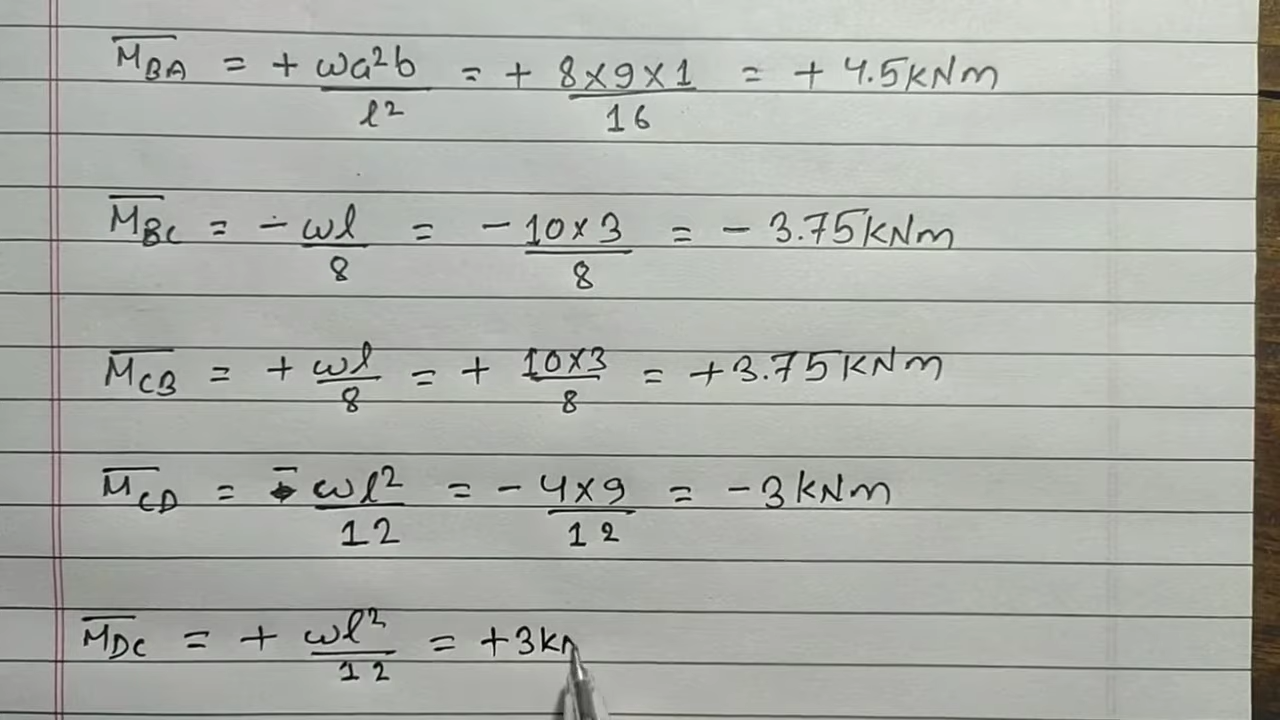 M̅BA = + wa²b/l² = + 8×9×1/16 = + 4.5kNm
M̅BC = - wl/8 = - 10×3/8 = - 3.75kNm
M̅CB = + wl/8 = + 10×3/8 = +3.75kNm
M̅CD = - wl²/12 = - 4×9/12 = -3kNm
M̅DC = + wl²/12 = +3k